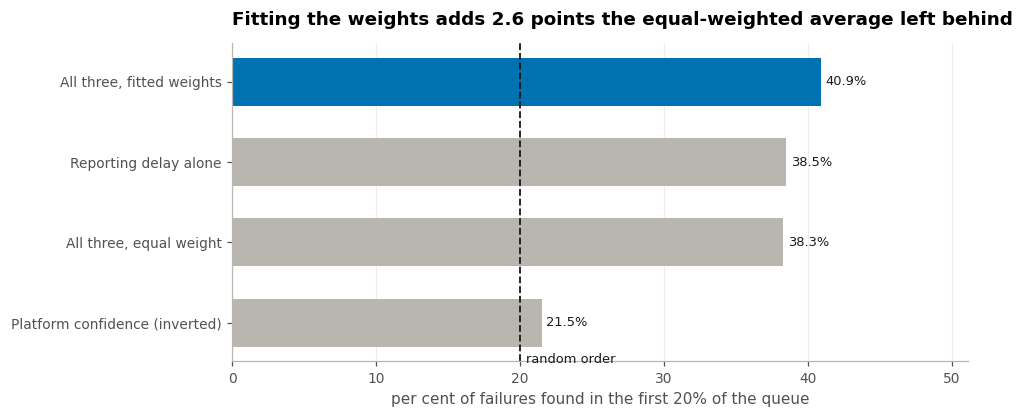 Fitting the weights adds 2.6 points the equal-weighted average left behind
All three, fitted weights
40.9%
Reporting delay alone
38.5%
All three, equal weight
38.3%
Platform confidence (inverted)
21.5%
random order
0 10 20 30 40 50
per cent of failures found in the first 20% of the queue